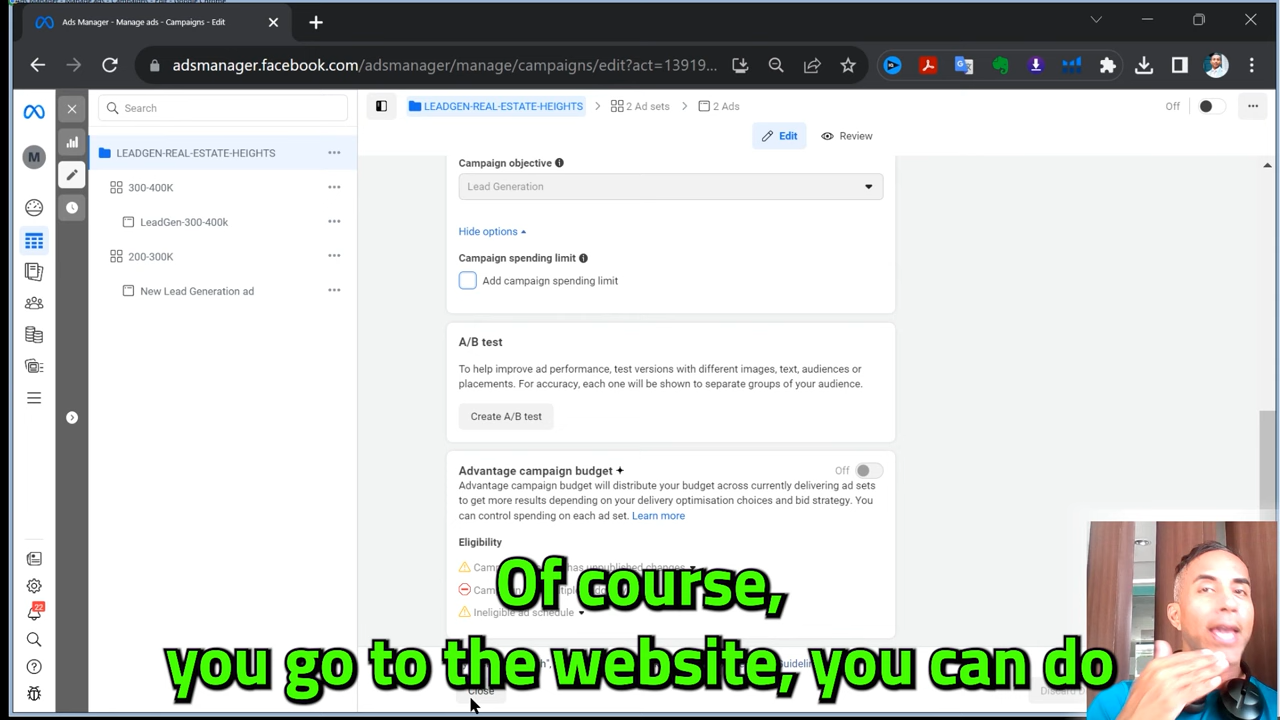 Ads Manager - Manage ads - Campaigns - Edit
adsmanager.facebook.com/adsmanager/manage/campaigns/edit?act=13919...
Search
LEADGEN-REAL-ESTATE-HEIGHTS
2 Ad sets
2 Ads
Off
Edit
Review
M
LEADGEN-REAL-ESTATE-HEIGHTS
300-400K
LeadGen-300-400k
200-300K
New Lead Generation ad
22
Campaign objective
Lead Generation
Hide options
Campaign spending limit
Add campaign spending limit
A/B test
To help improve ad performance, test versions with different images, text, audiences or
placements. For accuracy, each one will be shown to separate groups of your audience.
Create A/B test
Advantage campaign budget
Off
Advantage campaign budget will distribute your budget across currently delivering ad sets
to get more results depending on your delivery optimisation choices and bid strategy. You
can control spending on each ad set. Learn more
Eligibility
has unpublished changes
Ineligible ad schedule
Of course,
you go to the website, you can do
Close